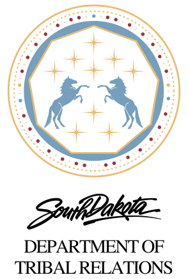 South Dakota
DEPARTMENT OF
TRIBAL RELATIONS